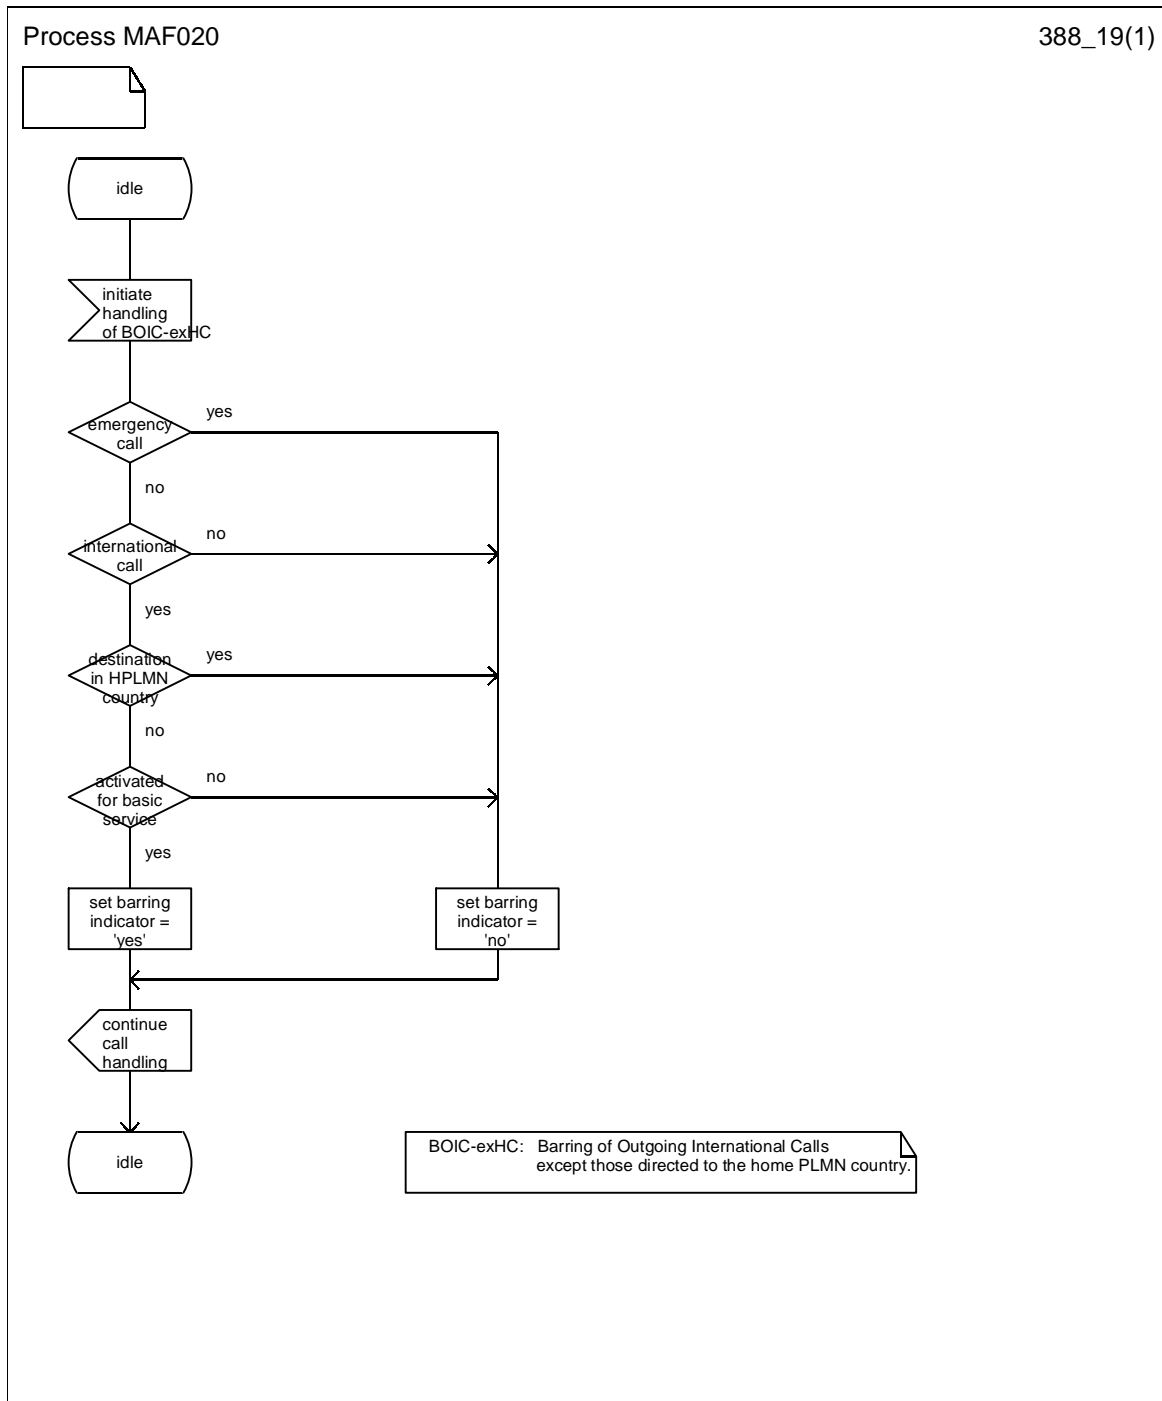 Process MAF020
388_19(1)
idle
initiate
handling
of BOIC-exHC
emergency
call
yes
no
international
call
no
yes
destination
in HPLMN
country
yes
no
activated
for basic
service
no
yes
set barring
indicator =
'yes'
set barring
indicator =
'no'
continue
call
handling
idle
BOIC-exHC: Barring of Outgoing International Calls
except those directed to the home PLMN country.